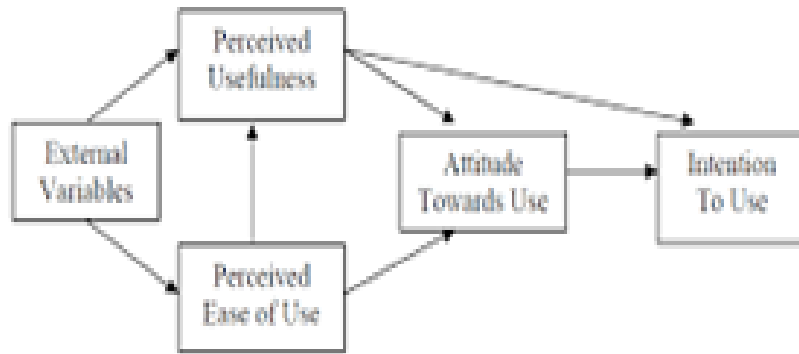 Perceived
Usefulness
External
Variables
Attitude
Towards Use
Intention
To Use
Perceived
Ease of Use